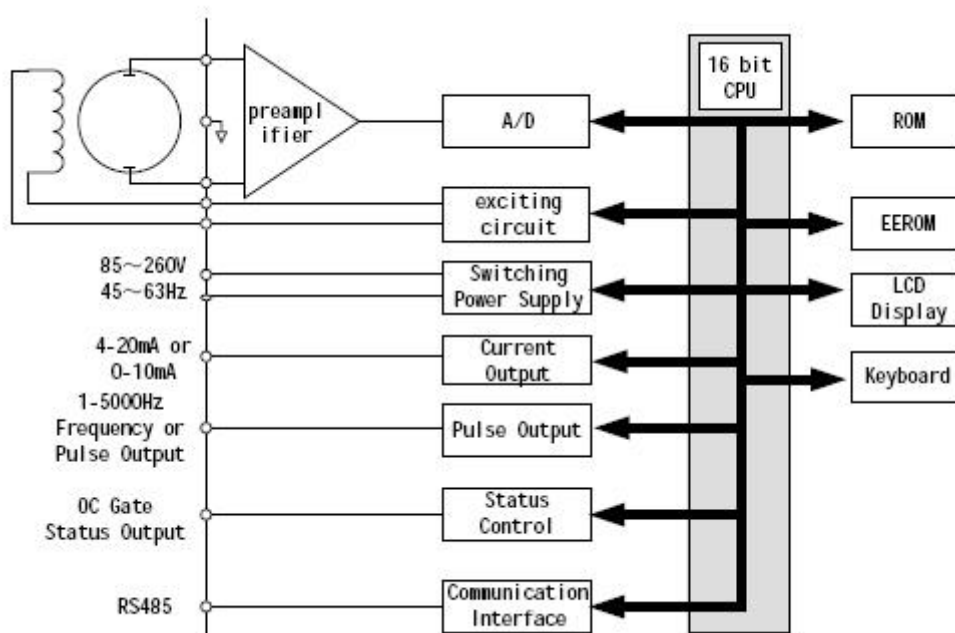 16 bit
CPU
preampl
ifier
A/D
ROM
exciting
circuit
EEROM
85～260V
45～63Hz
Switching
Power Supply
LCD
Display
4-20mA or
0-10mA
Current
Output
Keyboard
1-5000Hz
Frequency or
Pulse Output
Pulse Output
OC Gate
Status Output
Status
Control
RS485
Communication
Interface